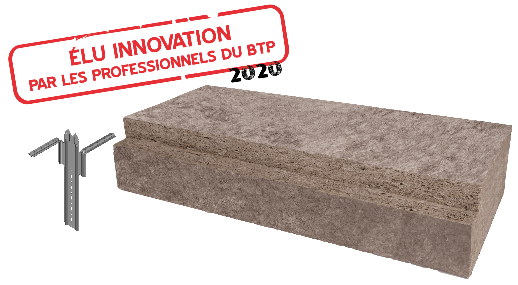 ÉLU INNOVATION
PAR LES PROFESSIONNELS DU BTP
2020